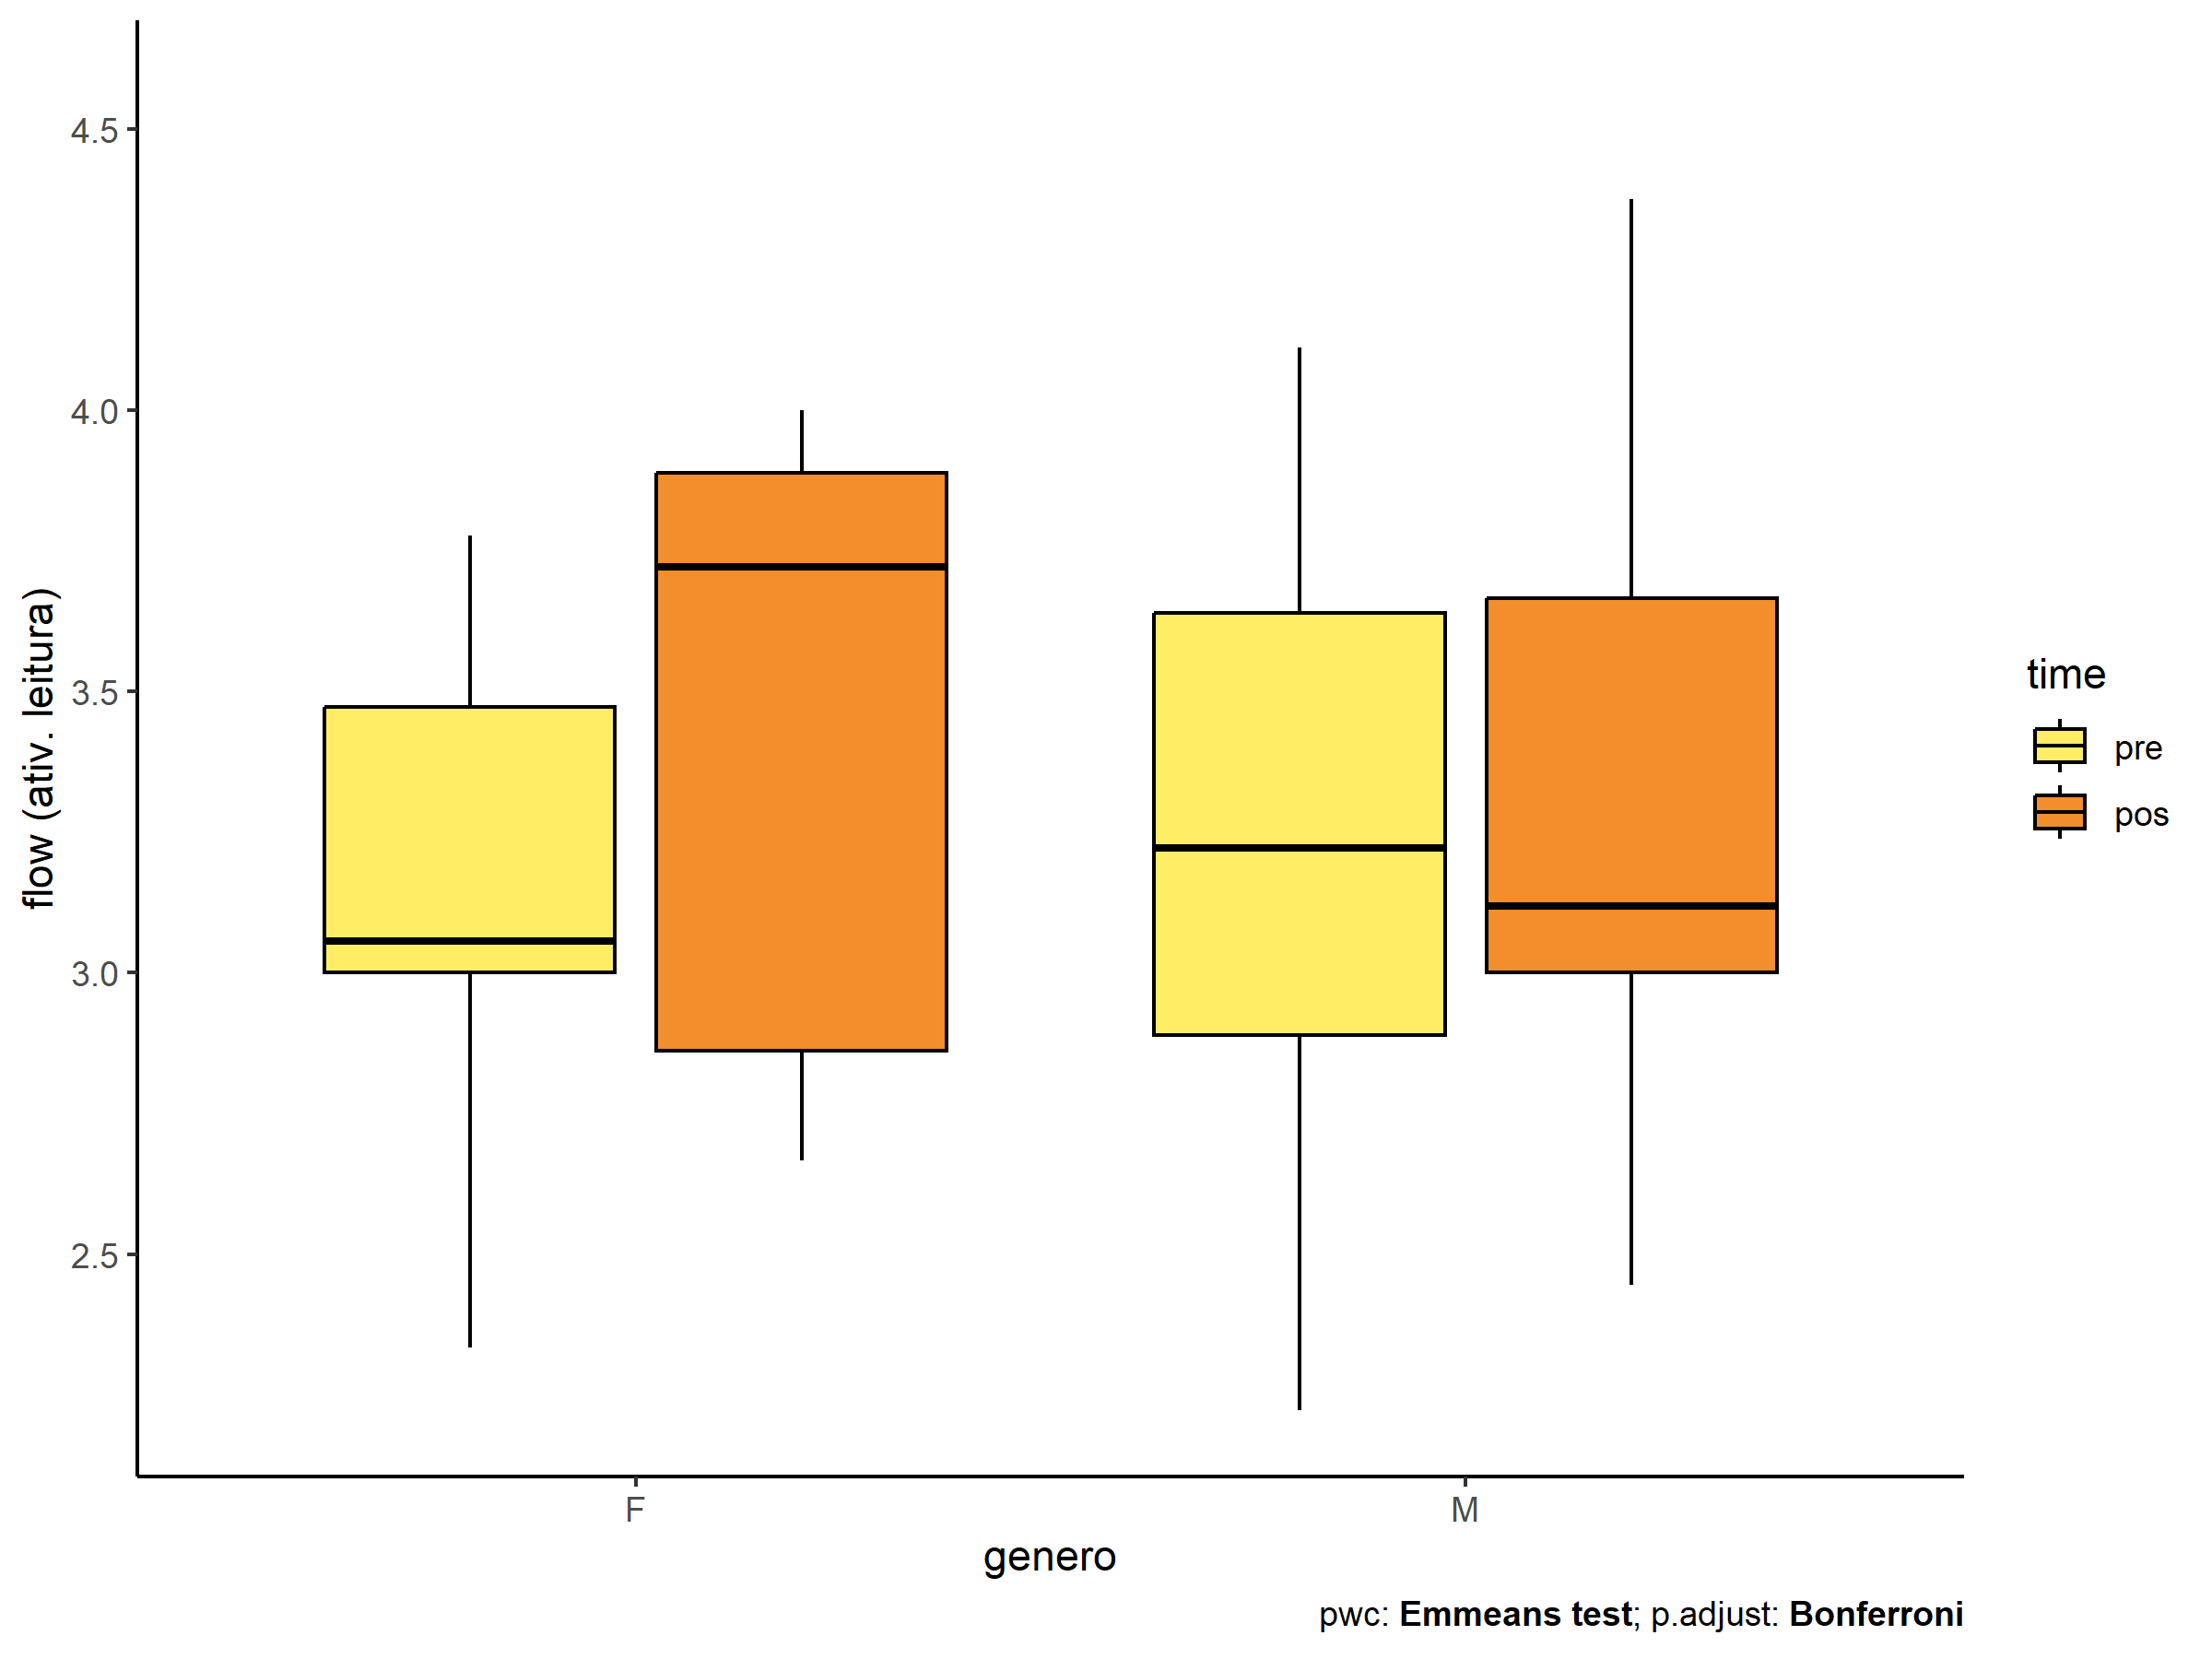 flow (ativ. leitura)
4.5
4.0
3.5
3.0
2.5
F
M
genero
time
pre
pos
pwc: Emmeans test; p.adjust: Bonferroni